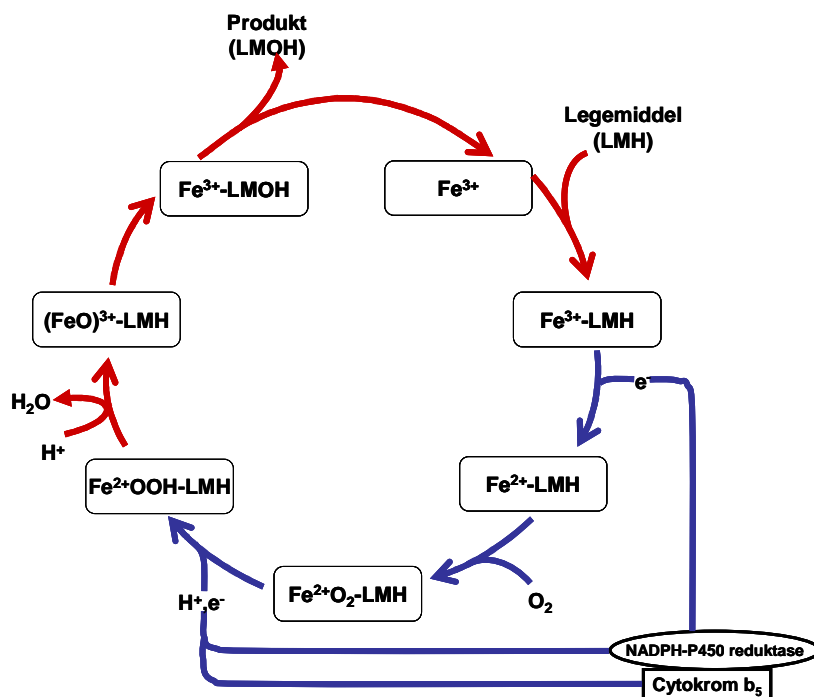 Produkt
(LMOH)
Legemiddel
(LMH)
Fe³⁺-LMOH
Fe³⁺
(FeO)³⁺-LMH
Fe³⁺-LMH
H₂O
e⁻
H⁺
Fe²⁺OOH-LMH
Fe²⁺-LMH
Fe²⁺O₂-LMH
H⁺,e⁻
O₂
NADPH-P450 reduktase
Cytokrom b₅